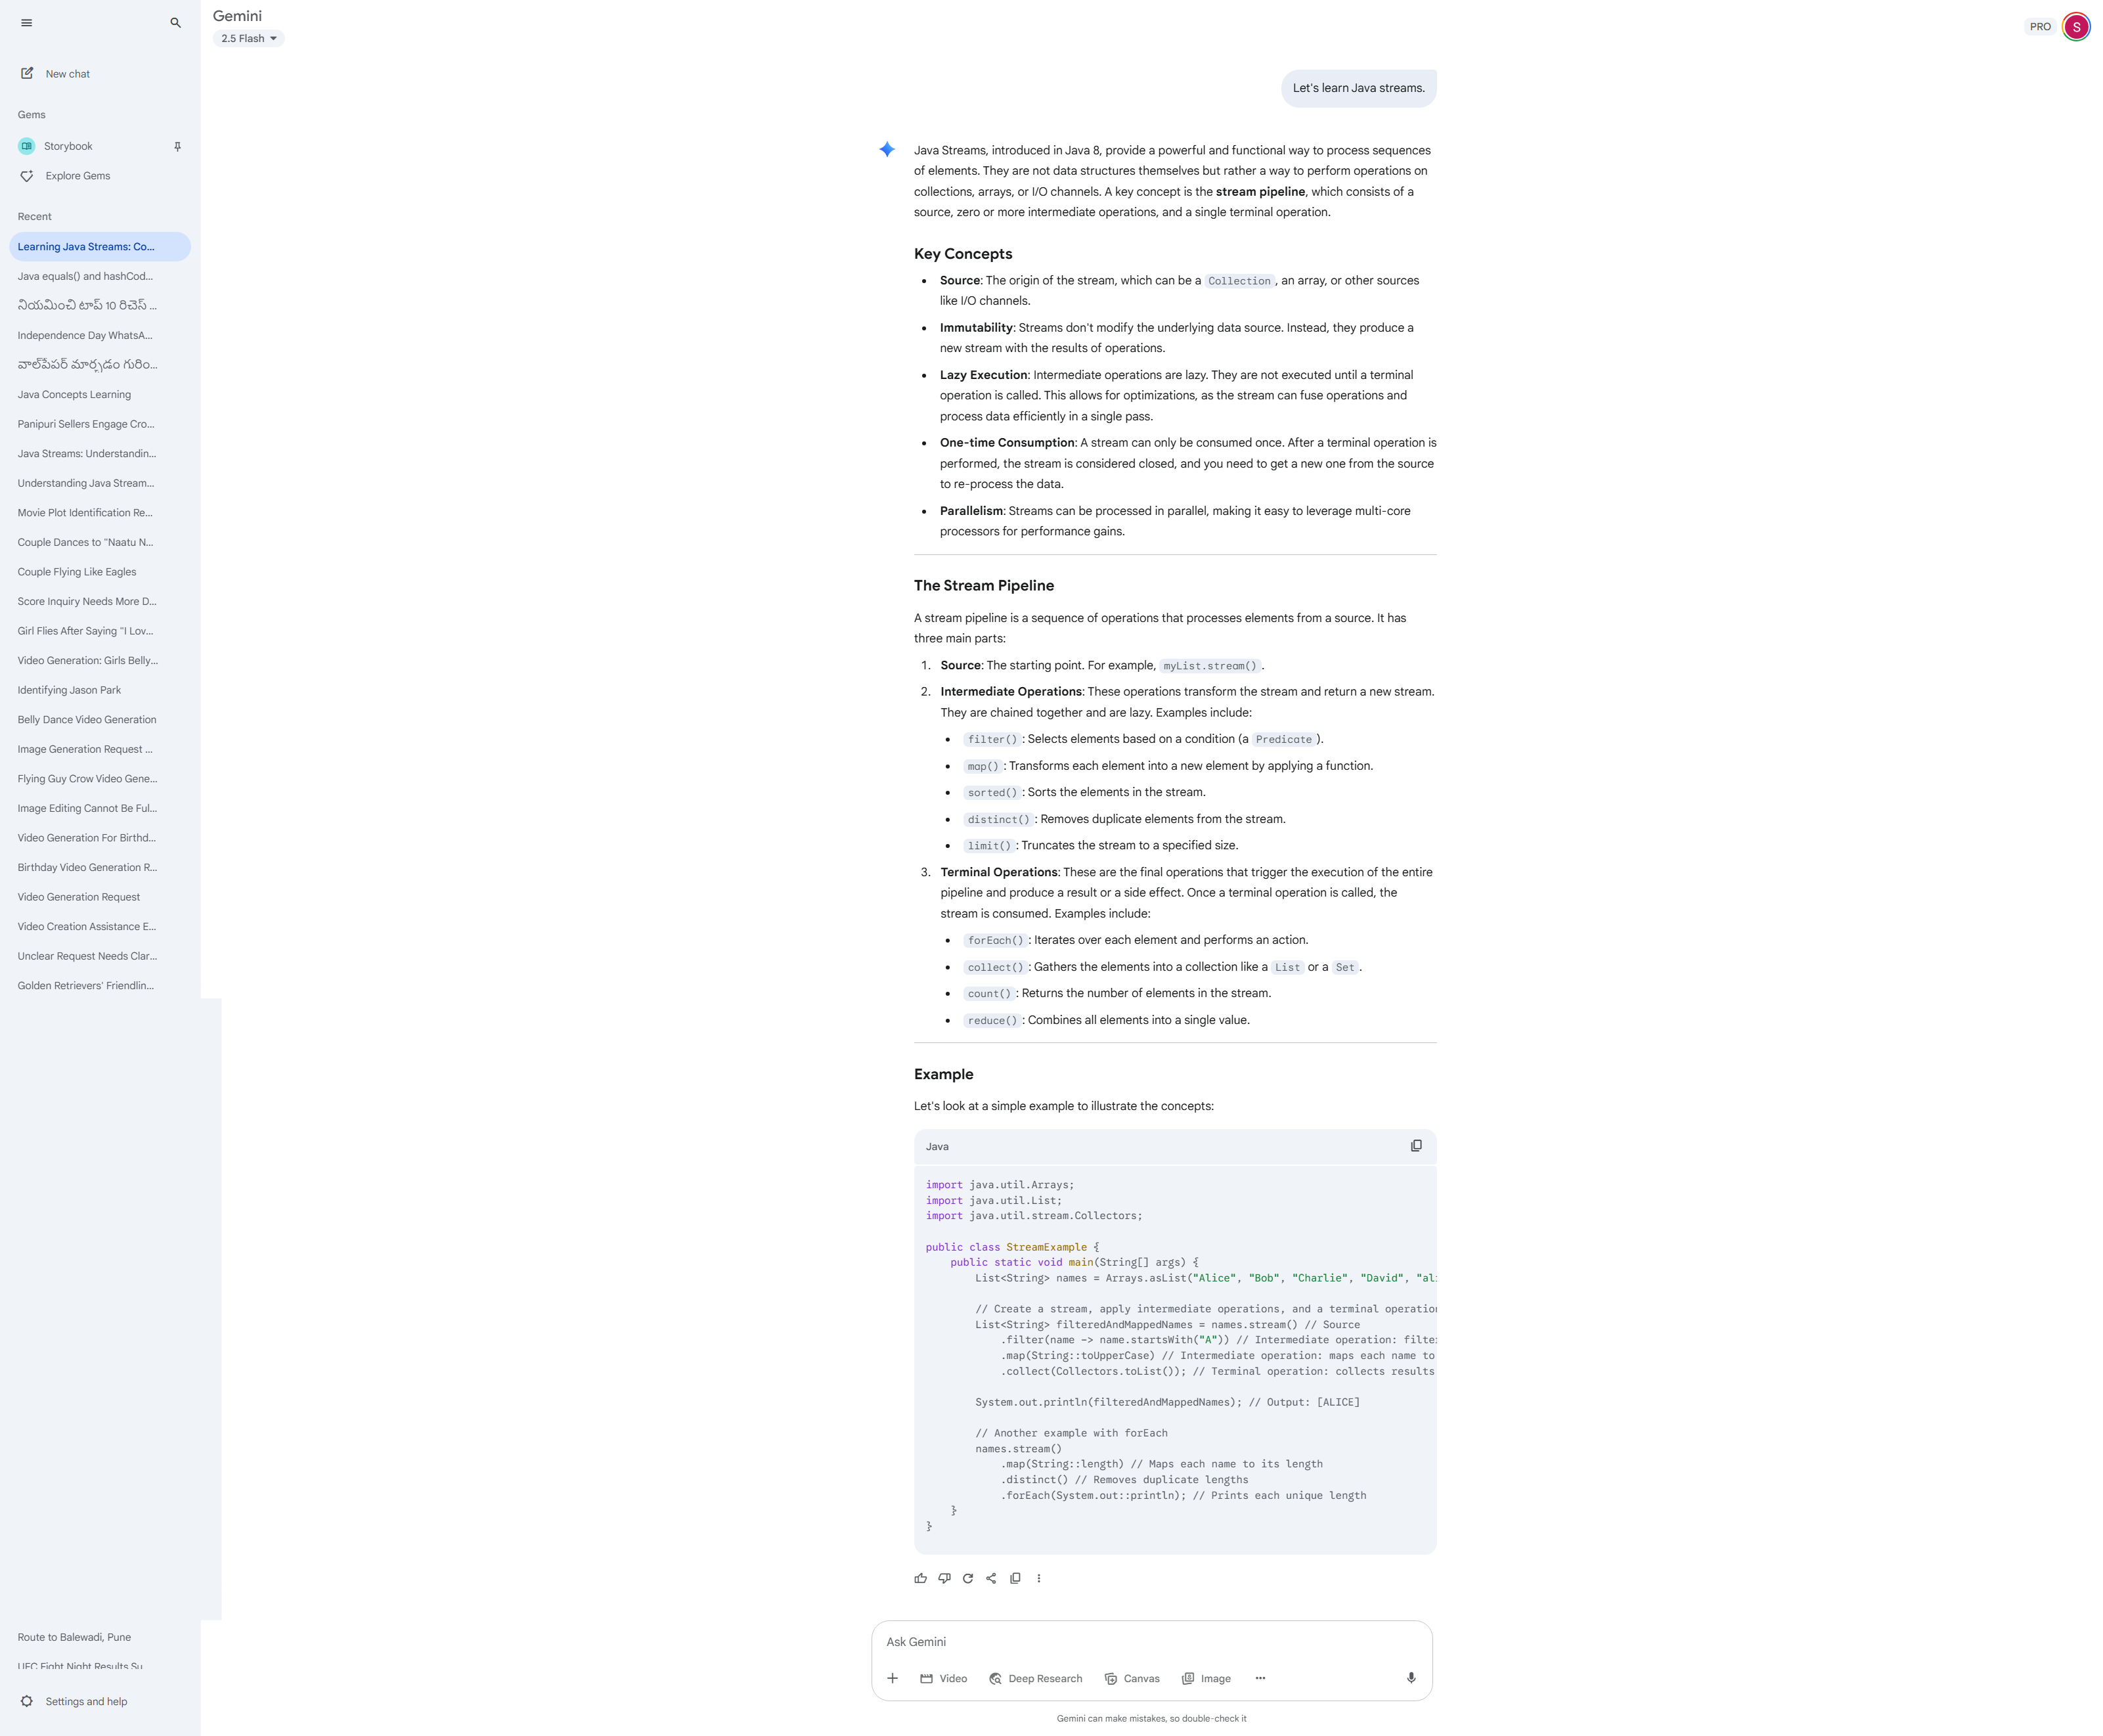 Gemini
2.5 Flash
PRO
S
New chat
Gems
Storybook
Explore Gems
Recent
Learning Java Streams: Co...
Java equals() and hashCod...
నియమించి టాప్ 10 రిచెస్ ...
Independence Day WhatsA...
వాల్‌పేపర్ మార్చడం గురిం...
Java Concepts Learning
Panipuri Sellers Engage Cro...
Java Streams: Understandin...
Understanding Java Stream...
Movie Plot Identification Re...
Couple Dances to "Naatu N...
Couple Flying Like Eagles
Score Inquiry Needs More D...
Girl Flies After Saying "I Lov...
Video Generation: Girls Belly...
Identifying Jason Park
Belly Dance Video Generation
Image Generation Request ...
Flying Guy Crow Video Gene...
Image Editing Cannot Be Ful...
Video Generation For Birthd...
Birthday Video Generation R...
Video Generation Request
Video Creation Assistance E...
Unclear Request Needs Clar...
Golden Retrievers' Friendlin...
Route to Balewadi, Pune
UFC Fight Night Results Su
Settings and help
Let's learn Java streams.
Java Streams, introduced in Java 8, provide a powerful and functional way to process sequences
of elements. They are not data structures themselves but rather a way to perform operations on
collections, arrays, or I/O channels. A key concept is the stream pipeline, which consists of a
source, zero or more intermediate operations, and a single terminal operation.
Key Concepts
• Source: The origin of the stream, which can be a Collection, an array, or other sources
like I/O channels.
• Immutability: Streams don't modify the underlying data source. Instead, they produce a
new stream with the results of operations.
• Lazy Execution: Intermediate operations are lazy. They are not executed until a terminal
operation is called. This allows for optimizations, as the stream can fuse operations and
process data efficiently in a single pass.
• One-time Consumption: A stream can only be consumed once. After a terminal operation is
performed, the stream is considered closed, and you need to get a new one from the source
to re-process the data.
• Parallelism: Streams can be processed in parallel, making it easy to leverage multi-core
processors for performance gains.
The Stream Pipeline
A stream pipeline is a sequence of operations that processes elements from a source. It has
three main parts:
1. Source: The starting point. For example, myList.stream().
2. Intermediate Operations: These operations transform the stream and return a new stream.
They are chained together and are lazy. Examples include:
• filter(): Selects elements based on a condition (a Predicate).
• map(): Transforms each element into a new element by applying a function.
• sorted(): Sorts the elements in the stream.
• distinct(): Removes duplicate elements from the stream.
• limit(): Truncates the stream to a specified size.
3. Terminal Operations: These are the final operations that trigger the execution of the entire
pipeline and produce a result or a side effect. Once a terminal operation is called, the
stream is consumed. Examples include:
• forEach(): Iterates over each element and performs an action.
• collect(): Gathers the elements into a collection like a List or a Set.
• count(): Returns the number of elements in the stream.
• reduce(): Combines all elements into a single value.
Example
Let's look at a simple example to illustrate the concepts:
Java
import java.util.Arrays;
import java.util.List;
import java.util.stream.Collectors;
public class StreamExample {
public static void main(String[] args) {
List<String> names = Arrays.asList("Alice", "Bob", "Charlie", "David", "ali
// Create a stream, apply intermediate operations, and a terminal operation
List<String> filteredAndMappedNames = names.stream() // Source
.filter(name -> name.startsWith("A")) // Intermediate operation: filte
.map(String::toUpperCase) // Intermediate operation: maps each name to
.collect(Collectors.toList()); // Terminal operation: collects results
System.out.println(filteredAndMappedNames); // Output: [ALICE]
// Another example with forEach
names.stream()
.map(String::length) // Maps each name to its length
.distinct() // Removes duplicate lengths
.forEach(System.out::println); // Prints each unique length
}
}
Ask Gemini
Video
Deep Research
Canvas
Image
Gemini can make mistakes, so double-check it